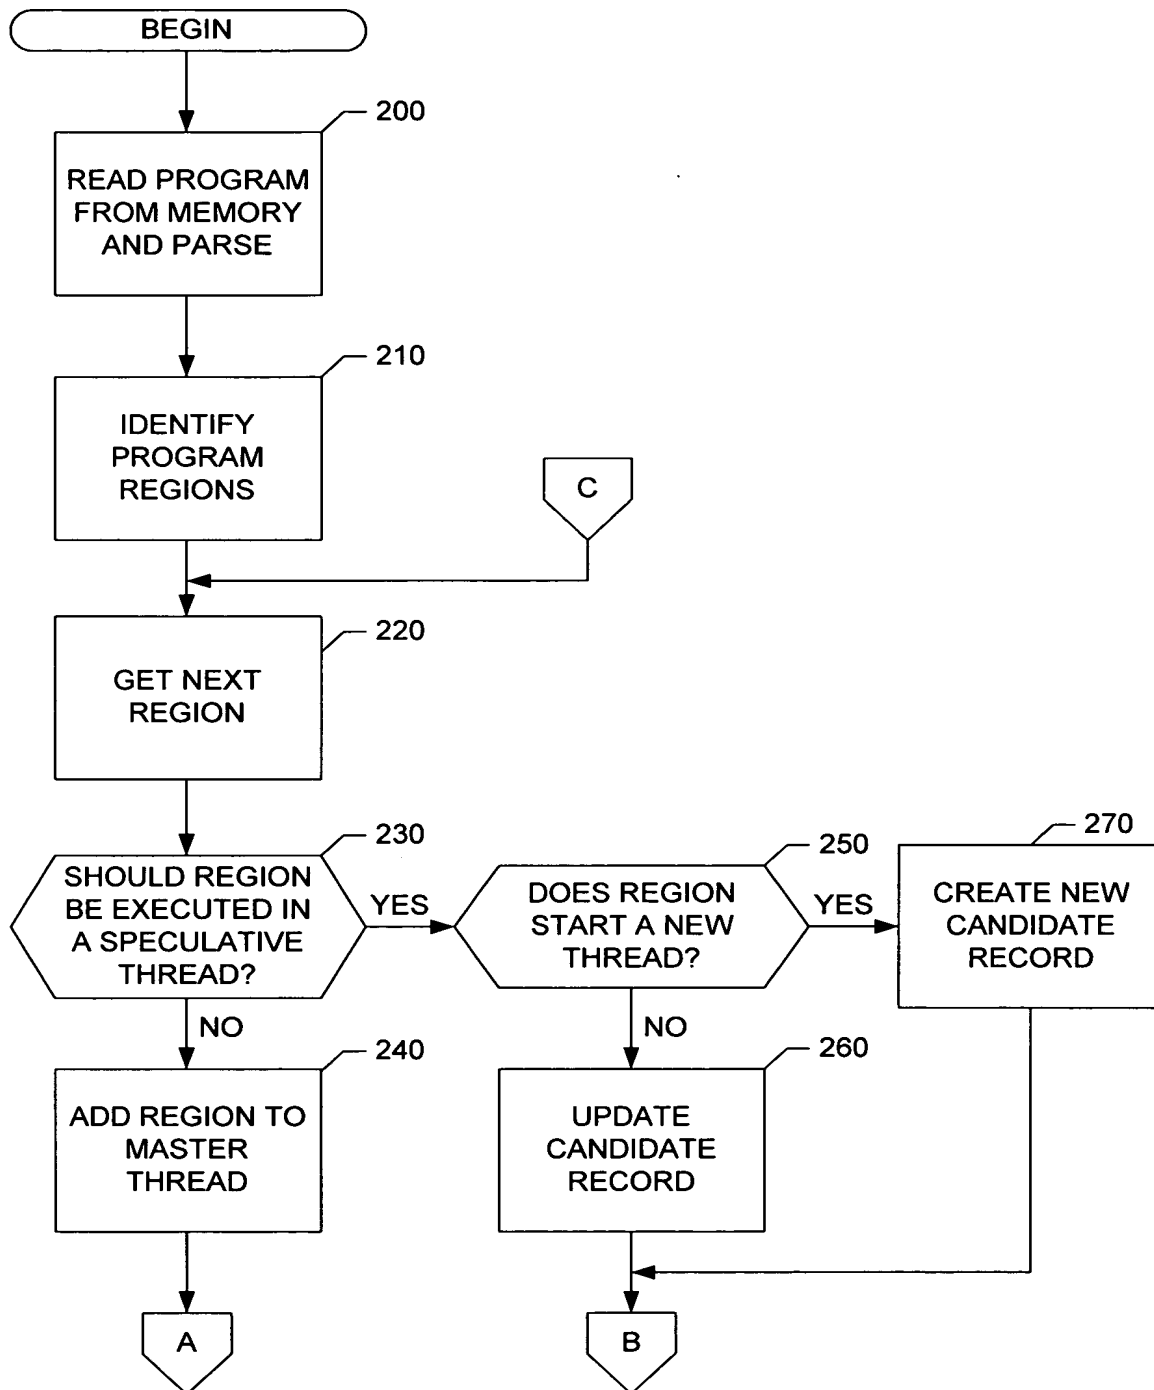 BEGIN
200
READ PROGRAM
FROM MEMORY
AND PARSE
210
IDENTIFY
PROGRAM
REGIONS
C
220
GET NEXT
REGION
230
SHOULD REGION
BE EXECUTED IN
A SPECULATIVE
THREAD?
YES
250
DOES REGION
START A NEW
THREAD?
YES
270
CREATE NEW
CANDIDATE
RECORD
NO
240
ADD REGION TO
MASTER
THREAD
NO
260
UPDATE
CANDIDATE
RECORD
A
B